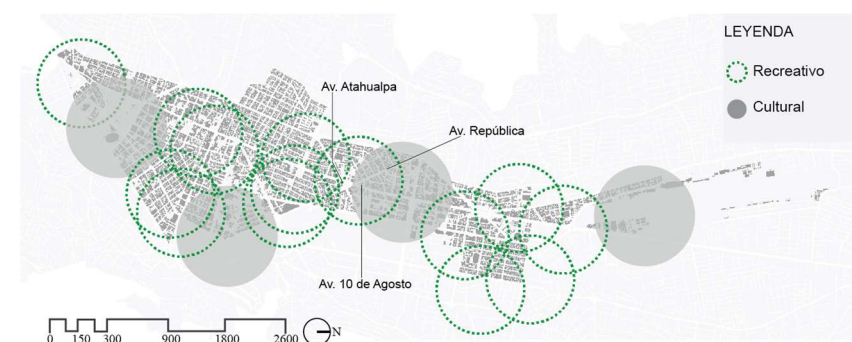 LEYENDA
Recreativo
Cultural
Av. Atahualpa
Av. República
Av. 10 de Agosto
0 150 300 900 1800 2600 N